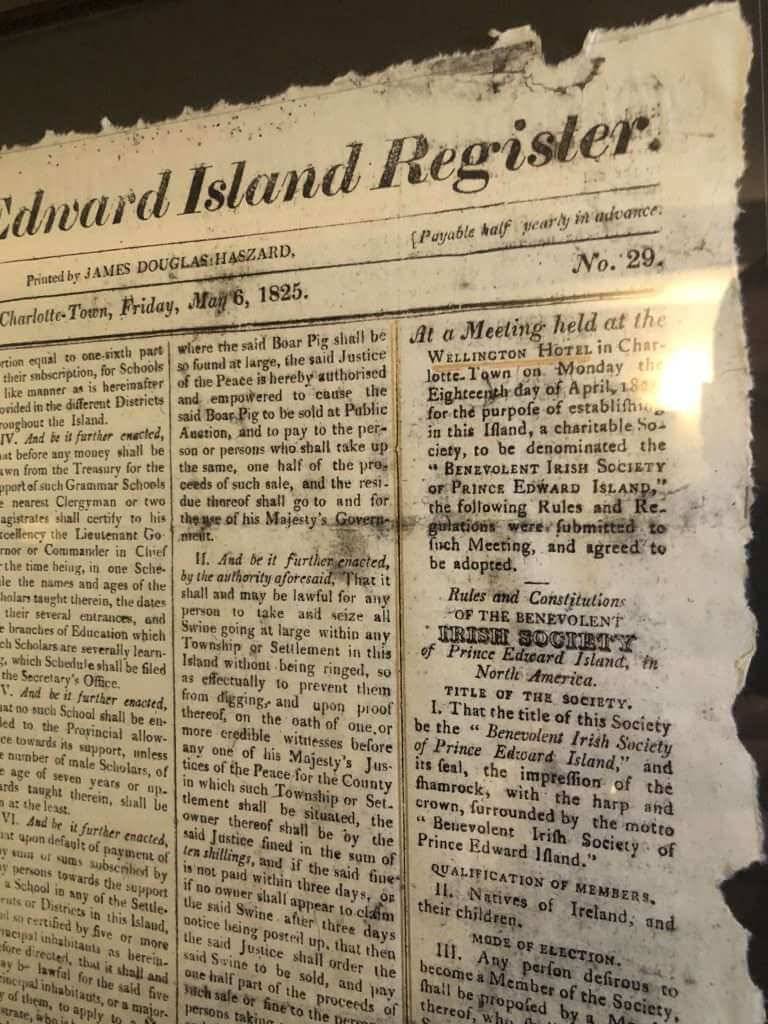 Edward Island Register.
Printed by JAMES DOUGLAS HASZARD,
{Payable half yearly in advance.
Charlotte-Town, Friday, May 6, 1825.
No. 29.
rtion equal to one-sixth part
their subscription, for Schools
like manner as is hereinafter
ovided in the different Districts
roughout the Island.
IV. And be it further enacted,
at before any money shall be
awn from the Treasury for the
pport of such Grammar Schools
e nearest Clergyman or two
agistrates shall certify to his
xcellency the Lieutenant Go-
rnor or Commander in Chief
the time being, in one Sche-
le the names and ages of the
holars taught therein, the dates
their several entrances, and
e branches of Education which
ch Scholars are severally learn-
g, which Schedule shall be filed
the Secretary's Office.
V. And be it further enacted,
at no such School shall be en-
led to the Provincial allow-
ce towards its support, unless
e number of male Scholars, of
e age of seven years or up-
ards taught therein, shall be
n at the least.
VI. And be it further enacted,
at upon default of payment of
y sum or sums subscribed by
y persons towards the support
a School in any of the Settle-
ents or Districts in this Island,
d so certified by five or more
incipal inhabitants as herein-
fore directed, that it shall and
ay be lawful for the said five
incipal inhabitants, or a major-
y of them, to apply to a
strate, who is
where the said Boar Pig shall be
so found at large, the said Justice
of the Peace is hereby authorised
and empowered to cause the
said Boar Pig to be sold at Public
Auction, and to pay to the per-
son or persons who shall take up
the same, one half of the pro-
ceeds of such sale, and the resi-
due thereof shall go to and for
the use of his Majesty's Govern-
ment.
II. And be it further enacted,
by the authority aforesaid, That it
shall and may be lawful for any
person to take and seize all
Swine going at large within any
Township or Settlement in this
Island without being ringed, so
as effectually to prevent them
from digging, and upon proof
thereof, on the oath of one or
more credible witnesses before
any one of his Majesty's Jus-
tices of the Peace for the County
in which such Township or Set-
tlement shall be situated, the
owner thereof shall be by the
said Justice fined in the sum of
ten shillings, and if the said fine
is not paid within three days, or
if no owner shall appear to claim
the said Swine after three days
notice being posted up, that then
the said Justice shall order the
said Swine to be sold, and pay
one half part of the proceeds of
such sale or fine to the person
persons taking
At a Meeting held at the
WELLINGTON HOTEL in Char-
lotte-Town on Monday the
Eighteenth day of April, 18
for the purpoſe of eſtabliſhing
in this Iſland, a charitable So-
ciety, to be denominated the
"BENEVOLENT IRISH SOCIETY
OF PRINCE EDWARD ISLAND,"
the following Rules and Re-
gulations were ſubmitted to
ſuch Meeting, and agreed to
be adopted.
Rules and Conſtitutions
OF THE BENEVOLENT
IRISH SOCIETY
of Prince Edward Island, in
North America.
TITLE OF THE SOCIETY.
I. That the title of this Society
be the "Benevolent Irish Society
of Prince Edward Island," and
its ſeal, the impreſſion of the
ſhamrock, with the harp and
crown, ſurrounded by the motto
"Benevolent Iriſh Society of
Prince Edward Iſland."
QUALIFICATION OF MEMBERS.
II. Natives of Ireland, and
their children.
MODE OF ELECTION.
III. Any perſon deſirous to
become a Member of the Society,
ſhall be propoſed by a
thereof,